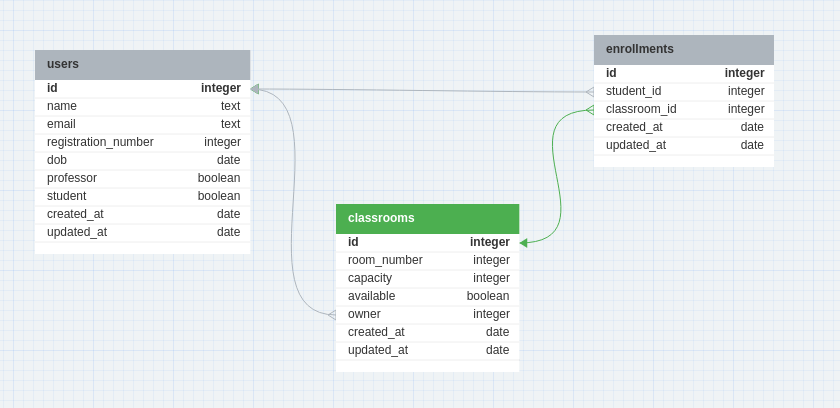 users
id integer
name text
email text
registration_number integer
dob date
professor boolean
student boolean
created_at date
updated_at date
enrollments
id integer
student_id integer
classroom_id integer
created_at date
updated_at date
classrooms
id integer
room_number integer
capacity integer
available boolean
owner integer
created_at date
updated_at date